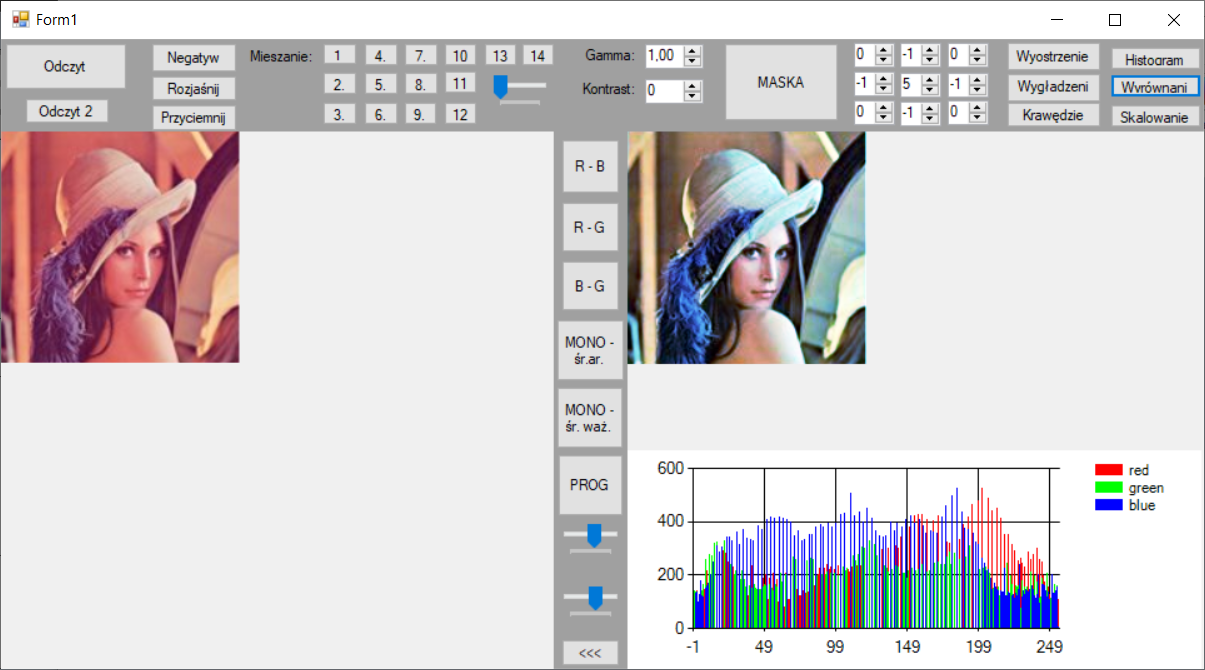 Form1
Odczyt
Odczyt 2
Negatyw
Rozjaśnij
Przyciemnij
Mieszanie:
1 4. 7. 10 13 14
2. 5. 8. 11
3. 6. 9. 12
Gamma: 1,00
Kontrast: 0
MASKA
0 -1 0
-1 5 -1
0 -1 0
Wyostrzenie
Wygładzeni
Krawędzie
Histogram
Wyrównani
Skalowanie
R - B
R - G
B - G
MONO -
śr.ar.
MONO -
śr. waż.
PROG
<<<
600
400
200
0
-1 49 99 149 199 249
red
green
blue